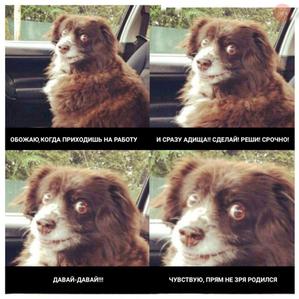 ОБОЖАЮ,КОГДА ПРИХОДИШЬ НА РАБОТУ
И СРАЗУ АДИЩА!! СДЕЛАЙ! РЕШИ! СРОЧНО!
ДАВАЙ-ДАВАЙ!!!
ЧУВСТВУЮ, ПРЯМ НЕ ЗРЯ РОДИЛСЯ